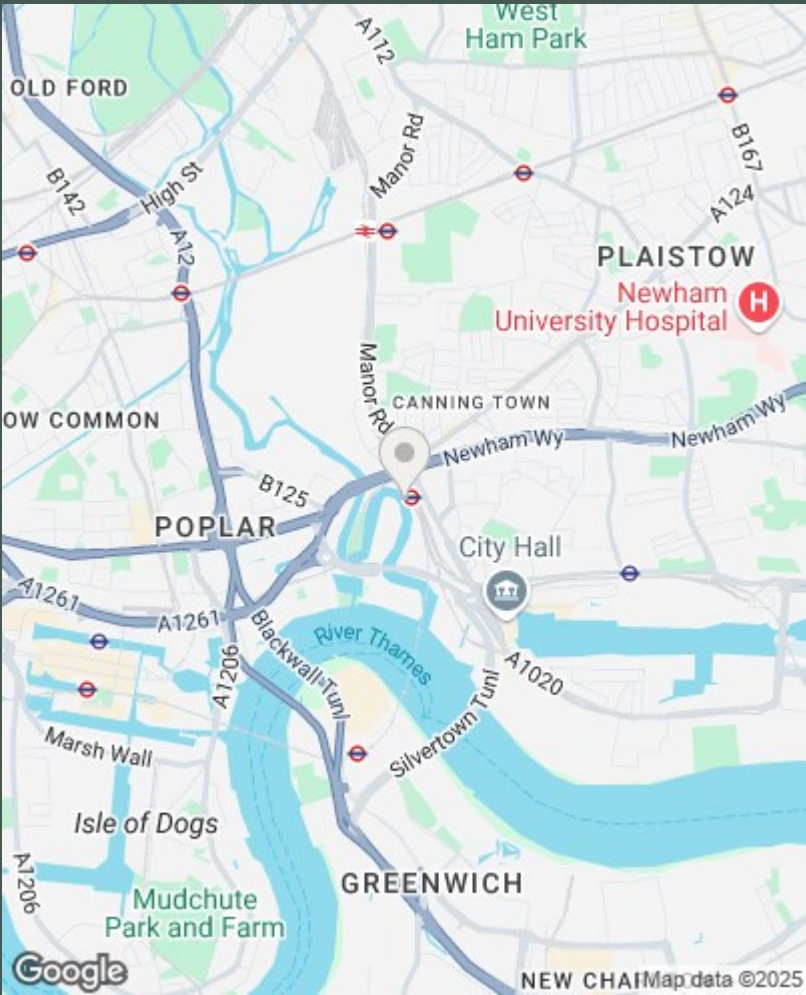 West
Ham Park
A112
OLD FORD
Manor Rd
B167
B142
High St
A124
A12
PLAISTOW
Newham
University Hospital
H
Manor Rd
CANNING TOWN
OW COMMON
Newham Wy
Newham Wy
B125
POPLAR
City Hall
A1261
A1261
Blackwall Tunl
River Thames
A1206
A1020
Silvertown Tunl
Marsh Wall
Isle of Dogs
A1206
GREENWICH
Mudchute
Park and Farm
Google
NEW CHA
Map data ©2025